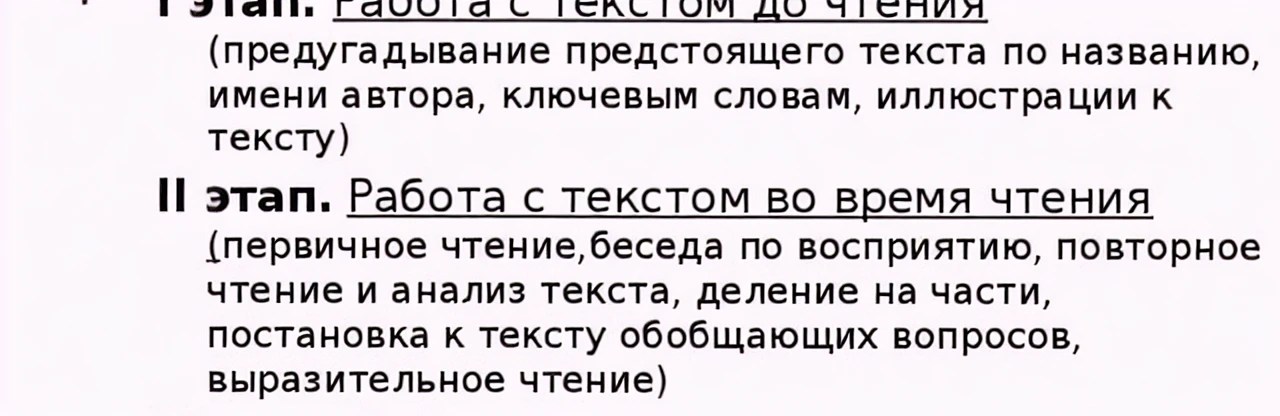 I этап. Работа с текстом до чтения
(предугадывание предстоящего текста по названию,
имени автора, ключевым словам, иллюстрации к
тексту)
II этап. Работа с текстом во время чтения
(первичное чтение,беседа по восприятию, повторное
чтение и анализ текста, деление на части,
постановка к тексту обобщающих вопросов,
выразительное чтение)